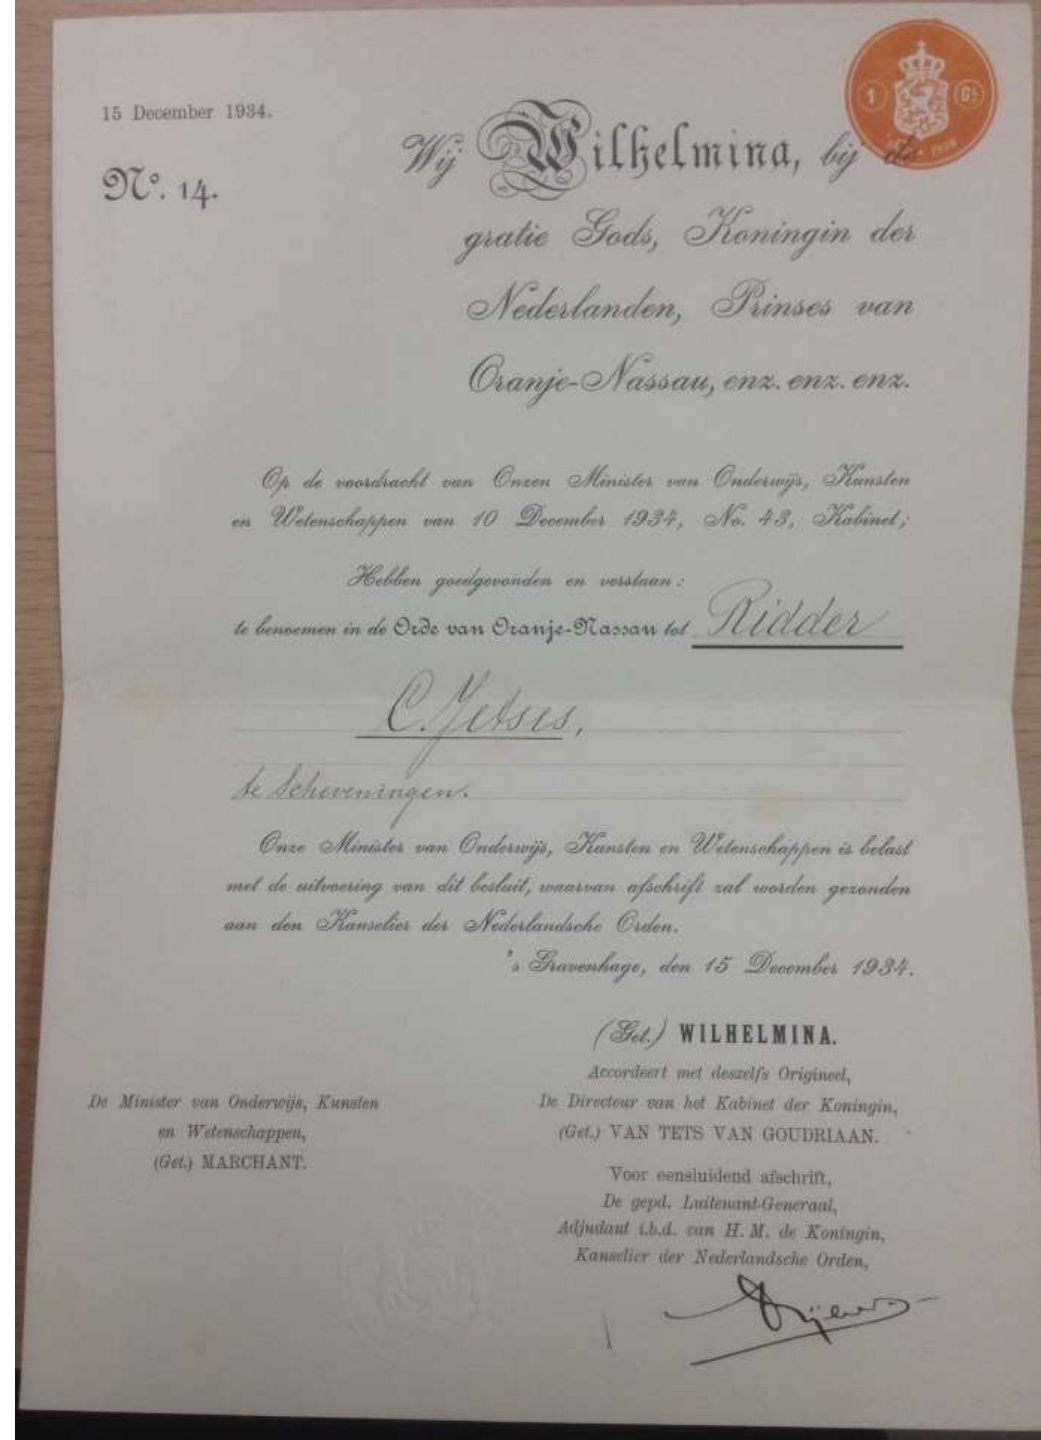 15 December 1934.
Nº. 14.
1 Gl.
Wij Wilhelmina, bij de
gratie Gods, Koningin der
Nederlanden, Prinses van
Oranje-Nassau, enz. enz. enz.
Op de voordracht van Onzen Minister van Onderwijs, Kunsten
en Wetenschappen van 10 December 1934, No. 43, Kabinet;
Hebben goedgevonden en verstaan:
te benoemen in de Orde van Oranje-Nassau tot Ridder
C. Jetses,
te Scheveningen.
Onze Minister van Onderwijs, Kunsten en Wetenschappen is belast
met de uitvoering van dit besluit, waarvan afschrift zal worden gezonden
aan den Kanselier der Nederlandsche Orden.
's Gravenhage, den 15 December 1934.
(Get.) WILHELMINA.
Accordeert met deszelfs Origineel,
De Directeur van het Kabinet der Koningin,
(Get.) VAN TETS VAN GOUDRIAAN.
De Minister van Onderwijs, Kunsten
en Wetenschappen,
(Get.) MARCHANT.
Voor eensluidend afschrift,
De gepd. Luitenant-Generaal,
Adjudant i.b.d. van H. M. de Koningin,
Kanselier der Nederlandsche Orden,